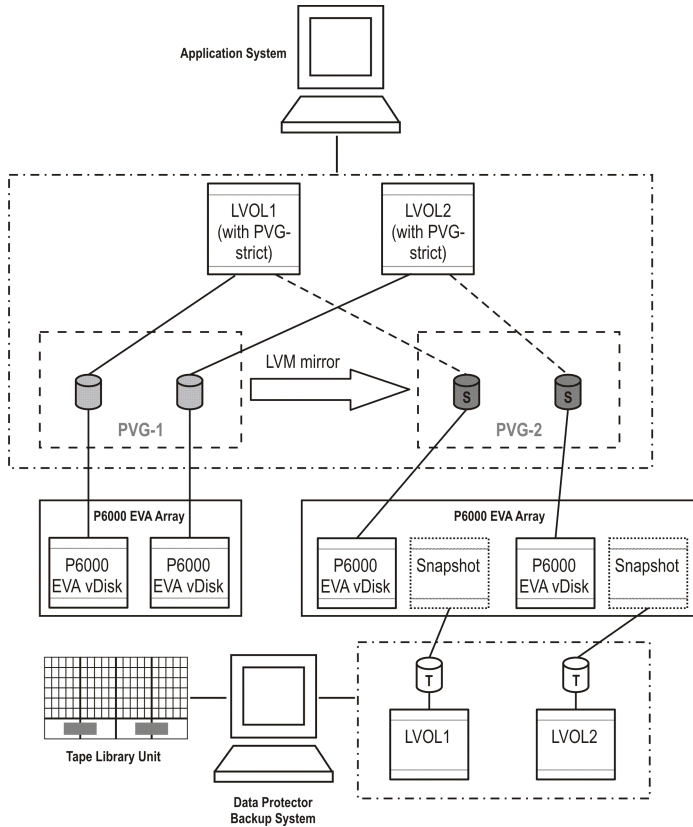 Application System
LVOL1
(with PVG-
strict)
LVOL2
(with PVG-
strict)
LVM mirror
S
S
PVG-1
PVG-2
P6000 EVA Array
P6000
EVA vDisk
P6000
EVA vDisk
P6000 EVA Array
P6000
EVA vDisk
Snapshot
P6000
EVA vDisk
Snapshot
T
T
LVOL1
LVOL2
Tape Library Unit
Data Protector
Backup System